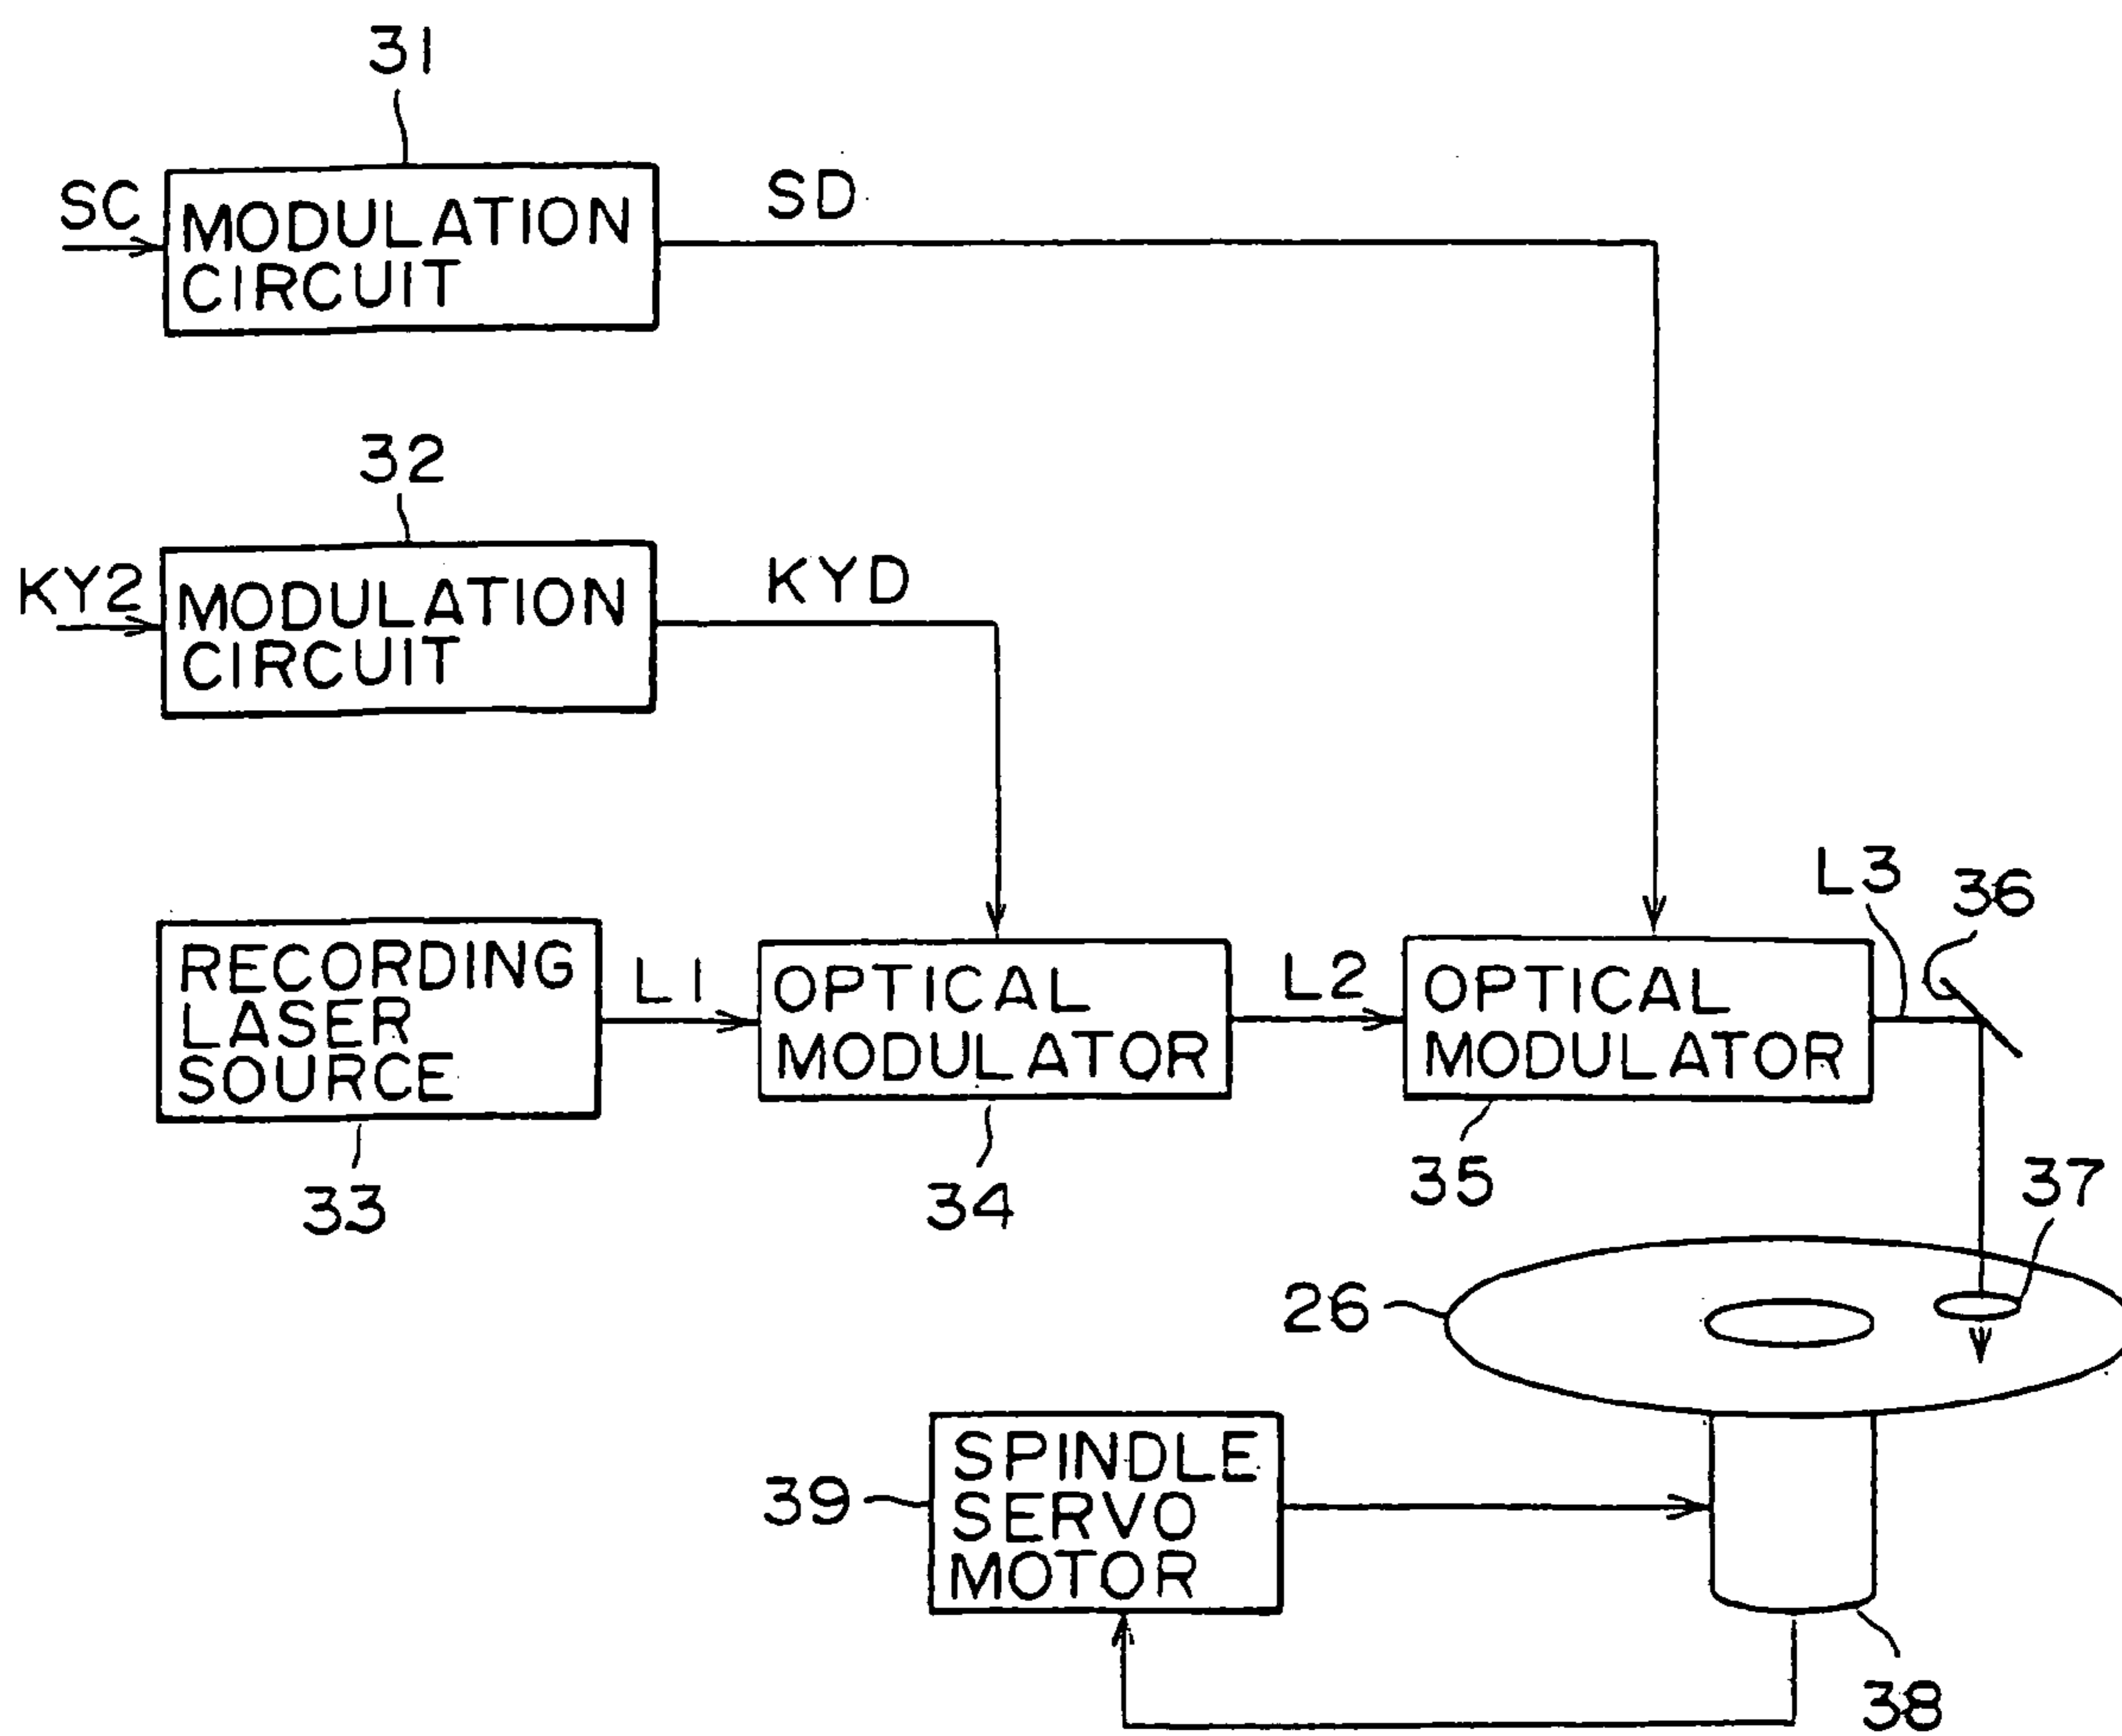 31
SC
MODULATION
CIRCUIT
SD
32
KY2
MODULATION
CIRCUIT
KYD
RECORDING
LASER
SOURCE
L1
OPTICAL
MODULATOR
L2
OPTICAL
MODULATOR
L3
36
33
34
35
37
26
39
SPINDLE
SERVO
MOTOR
38